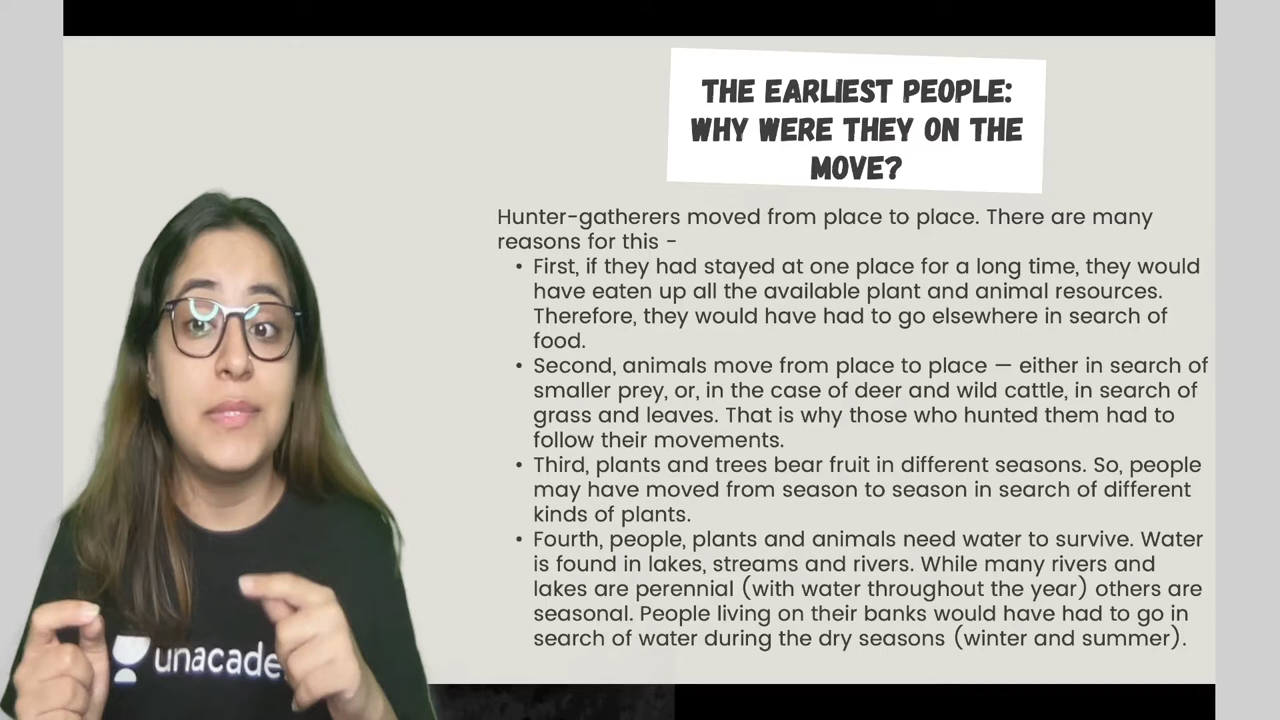 THE EARLIEST PEOPLE:
WHY WERE THEY ON THE
MOVE?
Hunter-gatherers moved from place to place. There are many
reasons for this -
• First, if they had stayed at one place for a long time, they would
have eaten up all the available plant and animal resources.
Therefore, they would have had to go elsewhere in search of
food.
• Second, animals move from place to place — either in search of
smaller prey, or, in the case of deer and wild cattle, in search of
grass and leaves. That is why those who hunted them had to
follow their movements.
• Third, plants and trees bear fruit in different seasons. So, people
may have moved from season to season in search of different
kinds of plants.
• Fourth, people, plants and animals need water to survive. Water
is found in lakes, streams and rivers. While many rivers and
lakes are perennial (with water throughout the year) others are
seasonal. People living on their banks would have had to go in
search of water during the dry seasons (winter and summer).
unacade